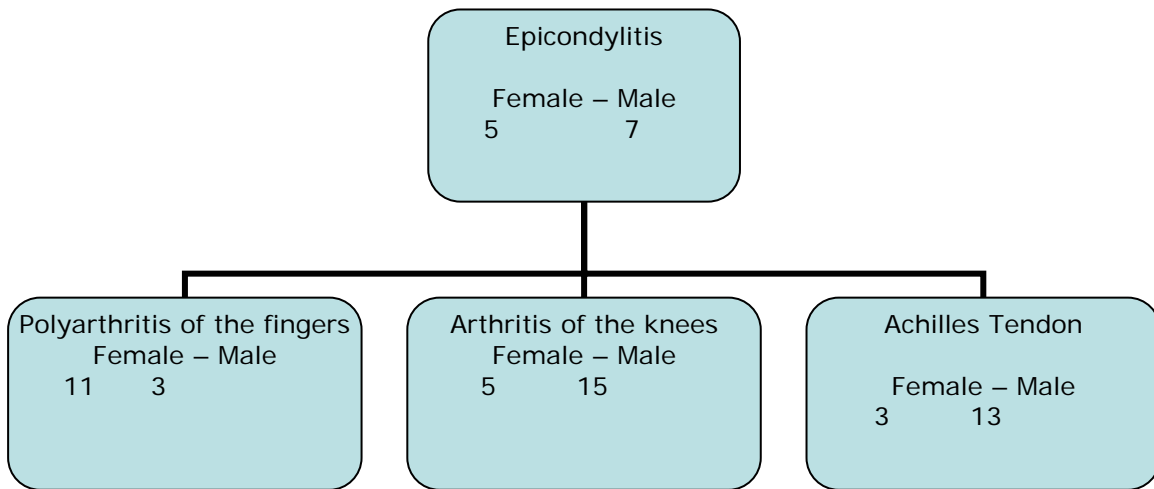 Epicondylitis
Female – Male
5 7
Polyarthritis of the fingers
Female – Male
11 3
Arthritis of the knees
Female – Male
5 15
Achilles Tendon
Female – Male
3 13